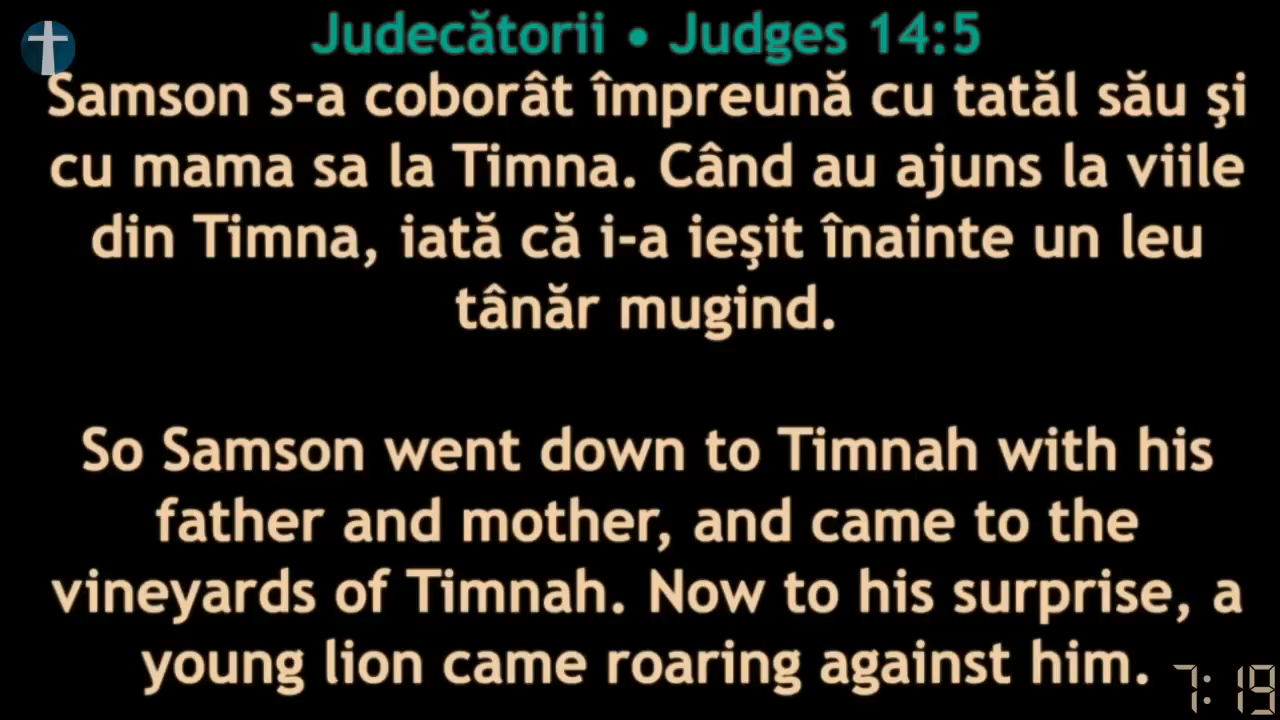 Judecătorii • Judges 14:5
Samson s-a coborât împreună cu tatăl său şi
cu mama sa la Timna. Când au ajuns la viile
din Timna, iată că i-a ieşit înainte un leu
tânăr mugind.
So Samson went down to Timnah with his
father and mother, and came to the
vineyards of Timnah. Now to his surprise, a
young lion came roaring against him.
7:19